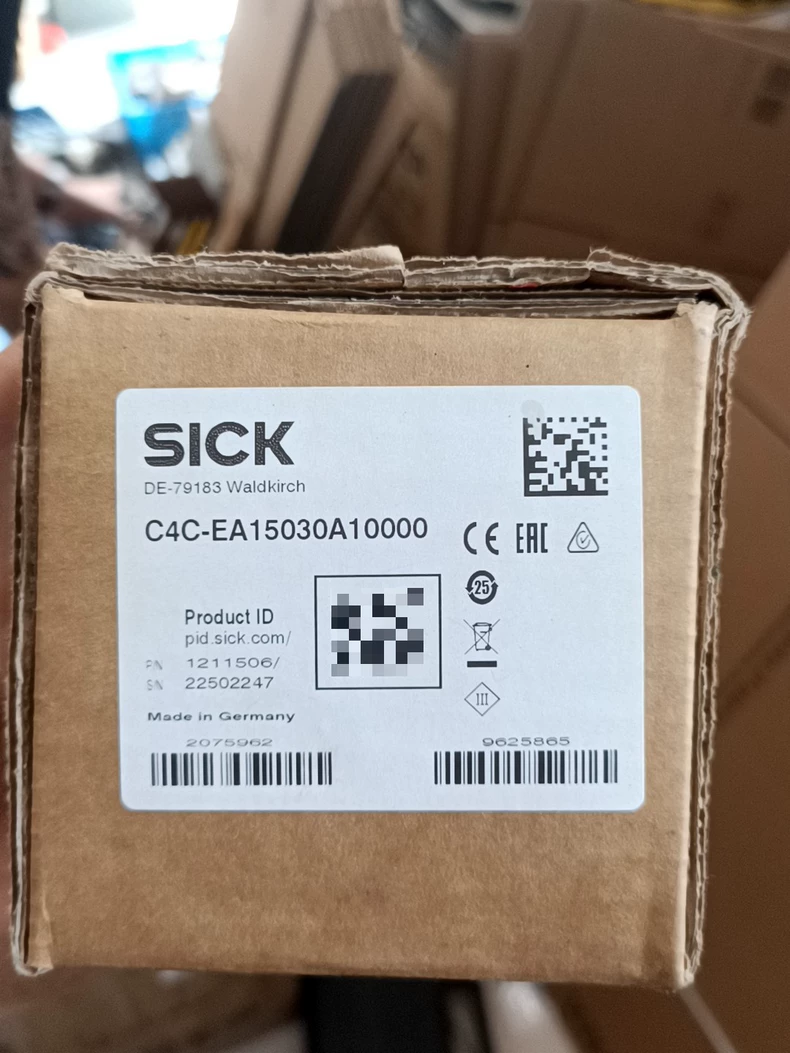 SICK
DE-79183 Waldkirch
C4C-EA15030A10000
CE EAC
25
Product ID
pid.sick.com/
P/N 1211506/
S/N 22502247
III
Made in Germany
2075962
9625865